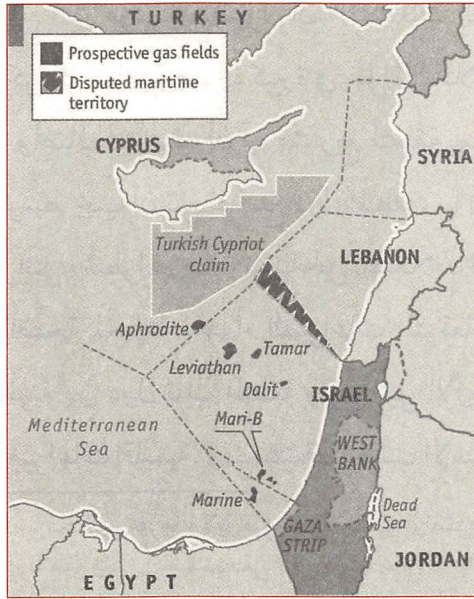 TURKEY
Prospective gas fields
Disputed maritime
territory
CYPRUS
SYRIA
Turkish Cypriot
claim
LEBANON
Aphrodite
Tamar
Leviathan
Dalit
ISRAEL
Mari-B
Mediterranean
Sea
WEST
BANK
Marine
Dead
Sea
GAZA
STRIP
JORDAN
EGYPT